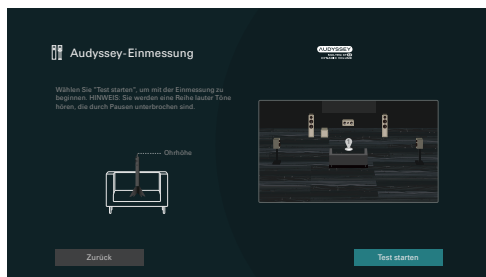 Audyssey-Einmessung
AUDYSSEY
Wählen Sie "Test starten", um mit der Einmessung zu
beginnen. HINWEIS: Sie werden eine Reihe lauter Töne
hören, die durch Pausen unterbrochen sind.
Ohrhöhe
Zurück
Test starten